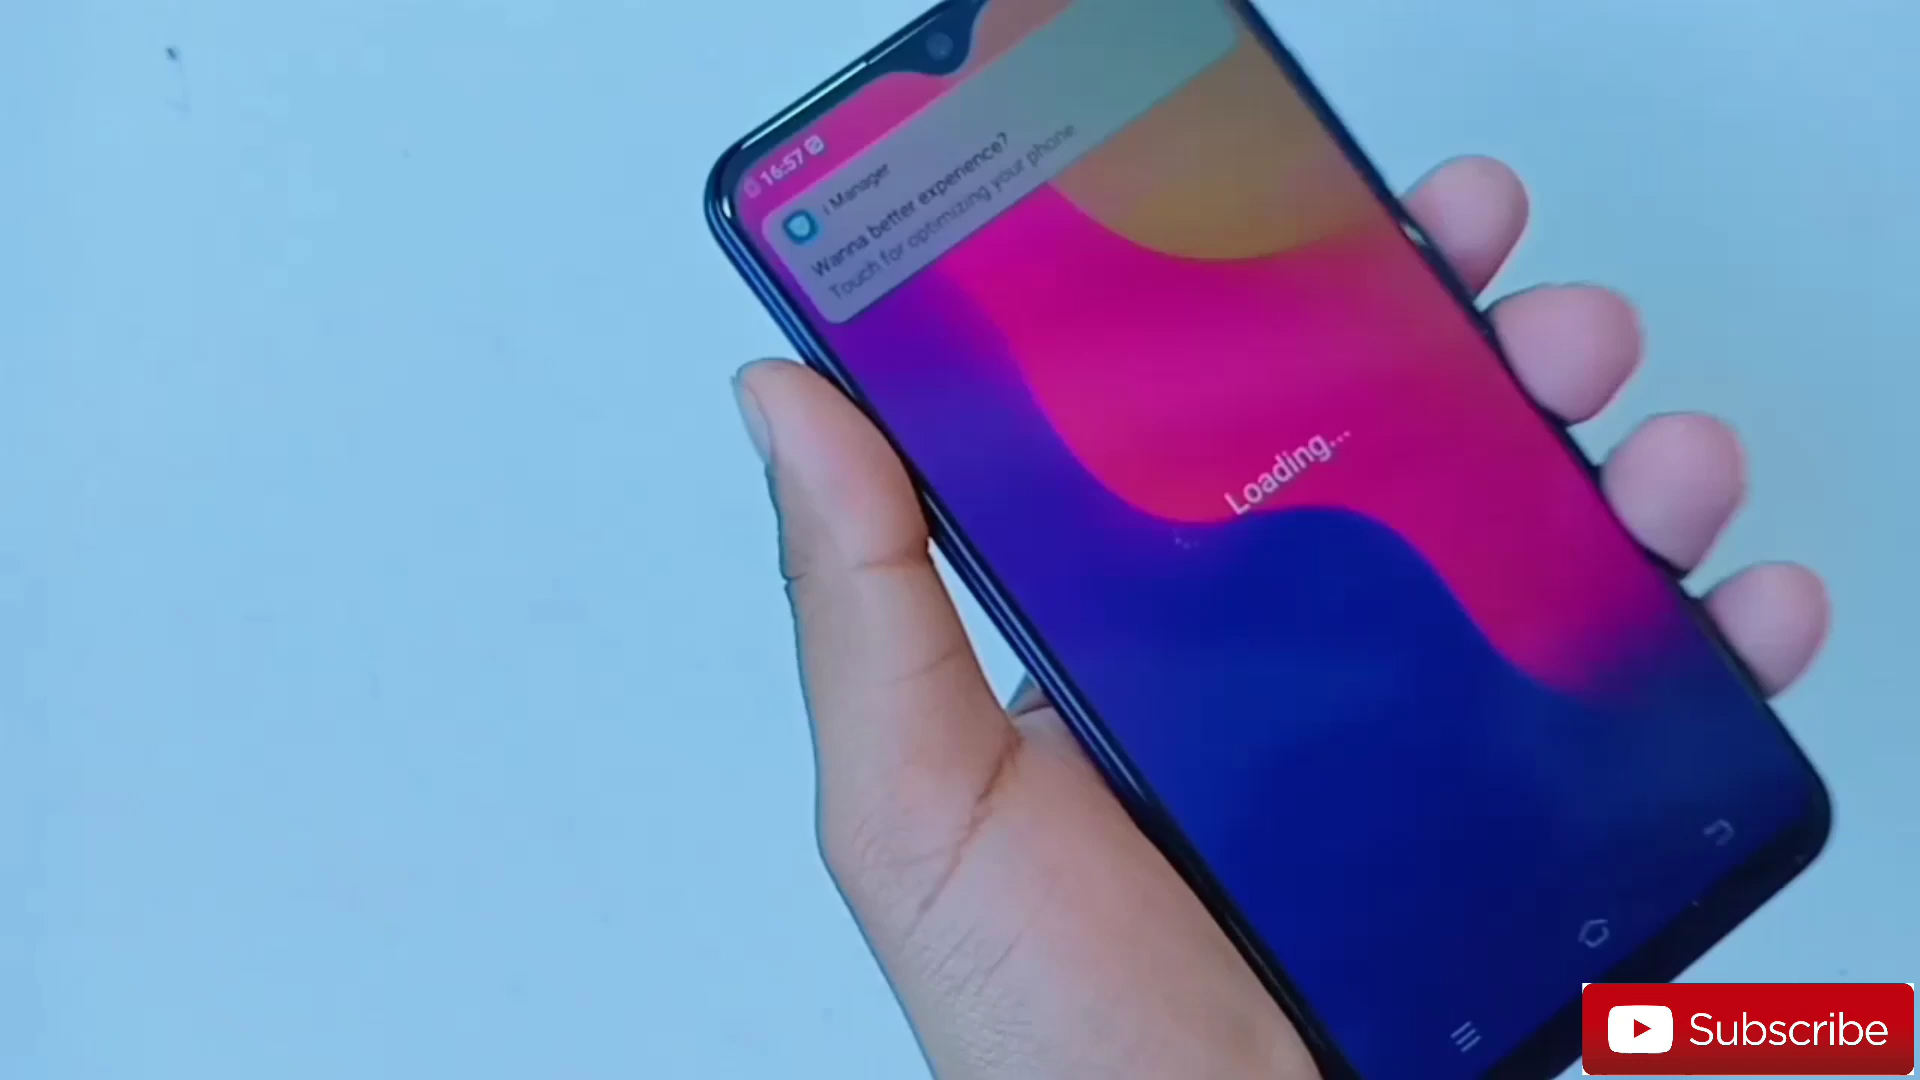 16:57
i Manager
Wanna better experience?
Touch for optimizing your phone
Loading...
Subscribe